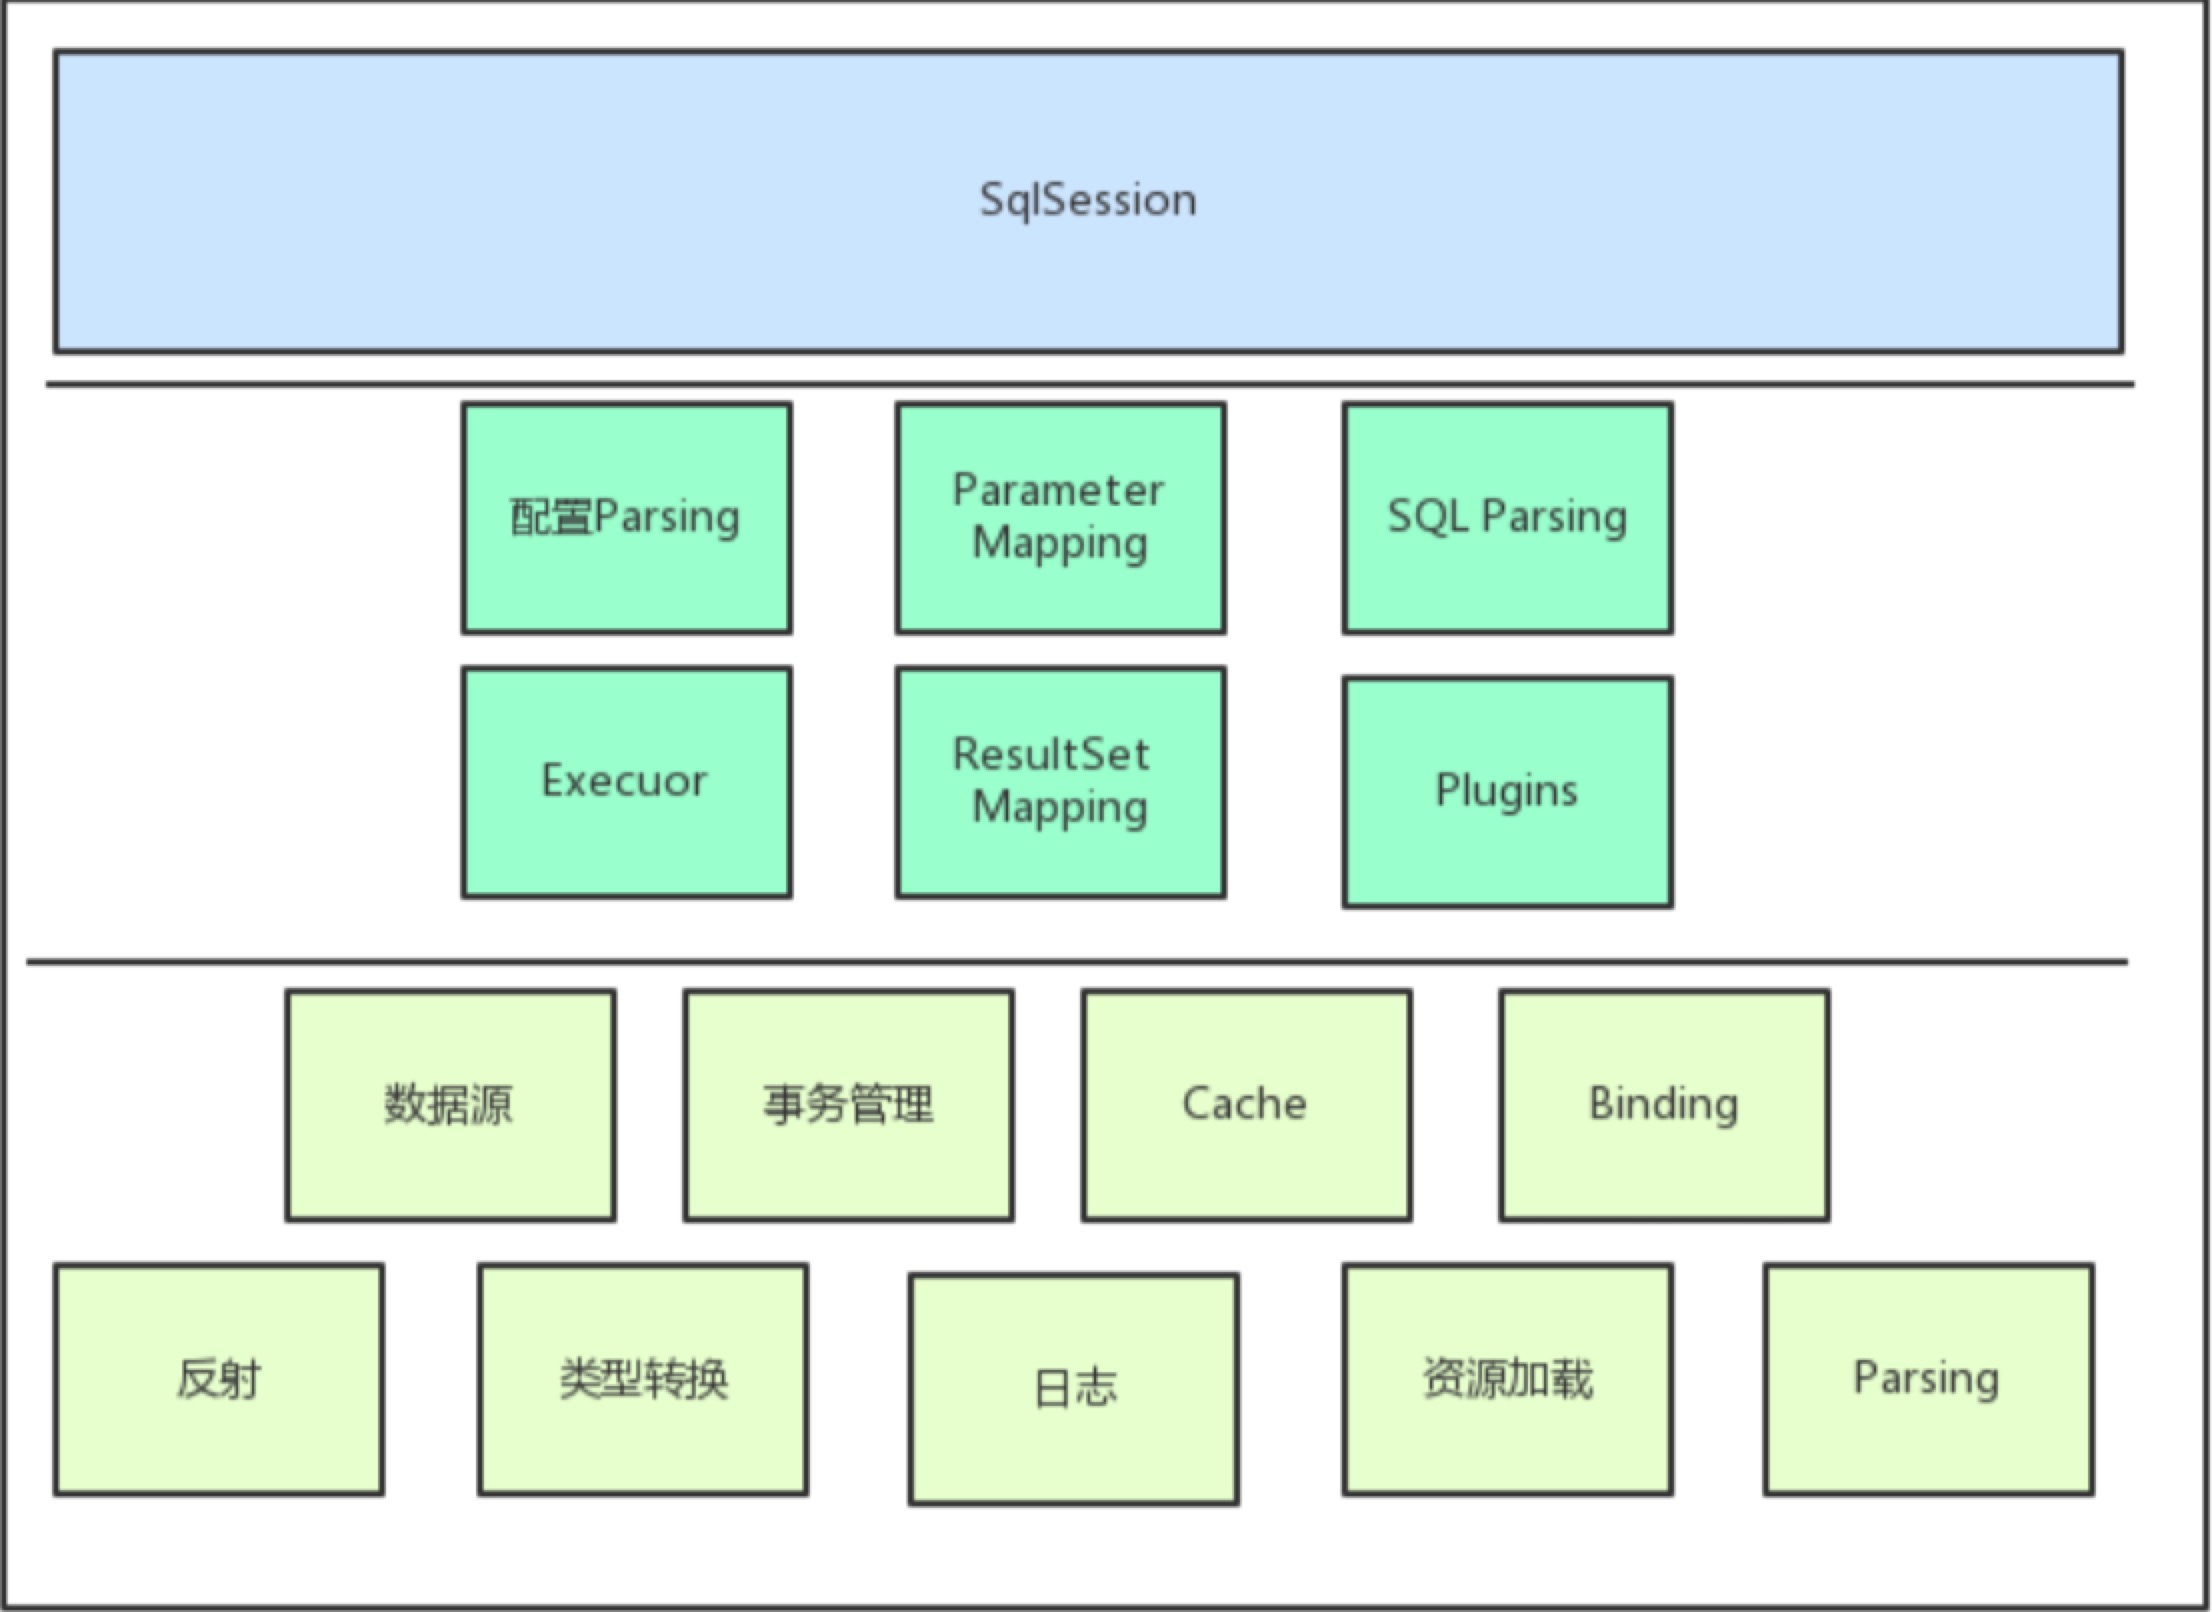 SqlSession
配置Parsing
Parameter
Mapping
SQL Parsing
Execuor
ResultSet
Mapping
Plugins
数据源
事务管理
Cache
Binding
反射
类型转换
日志
资源加载
Parsing